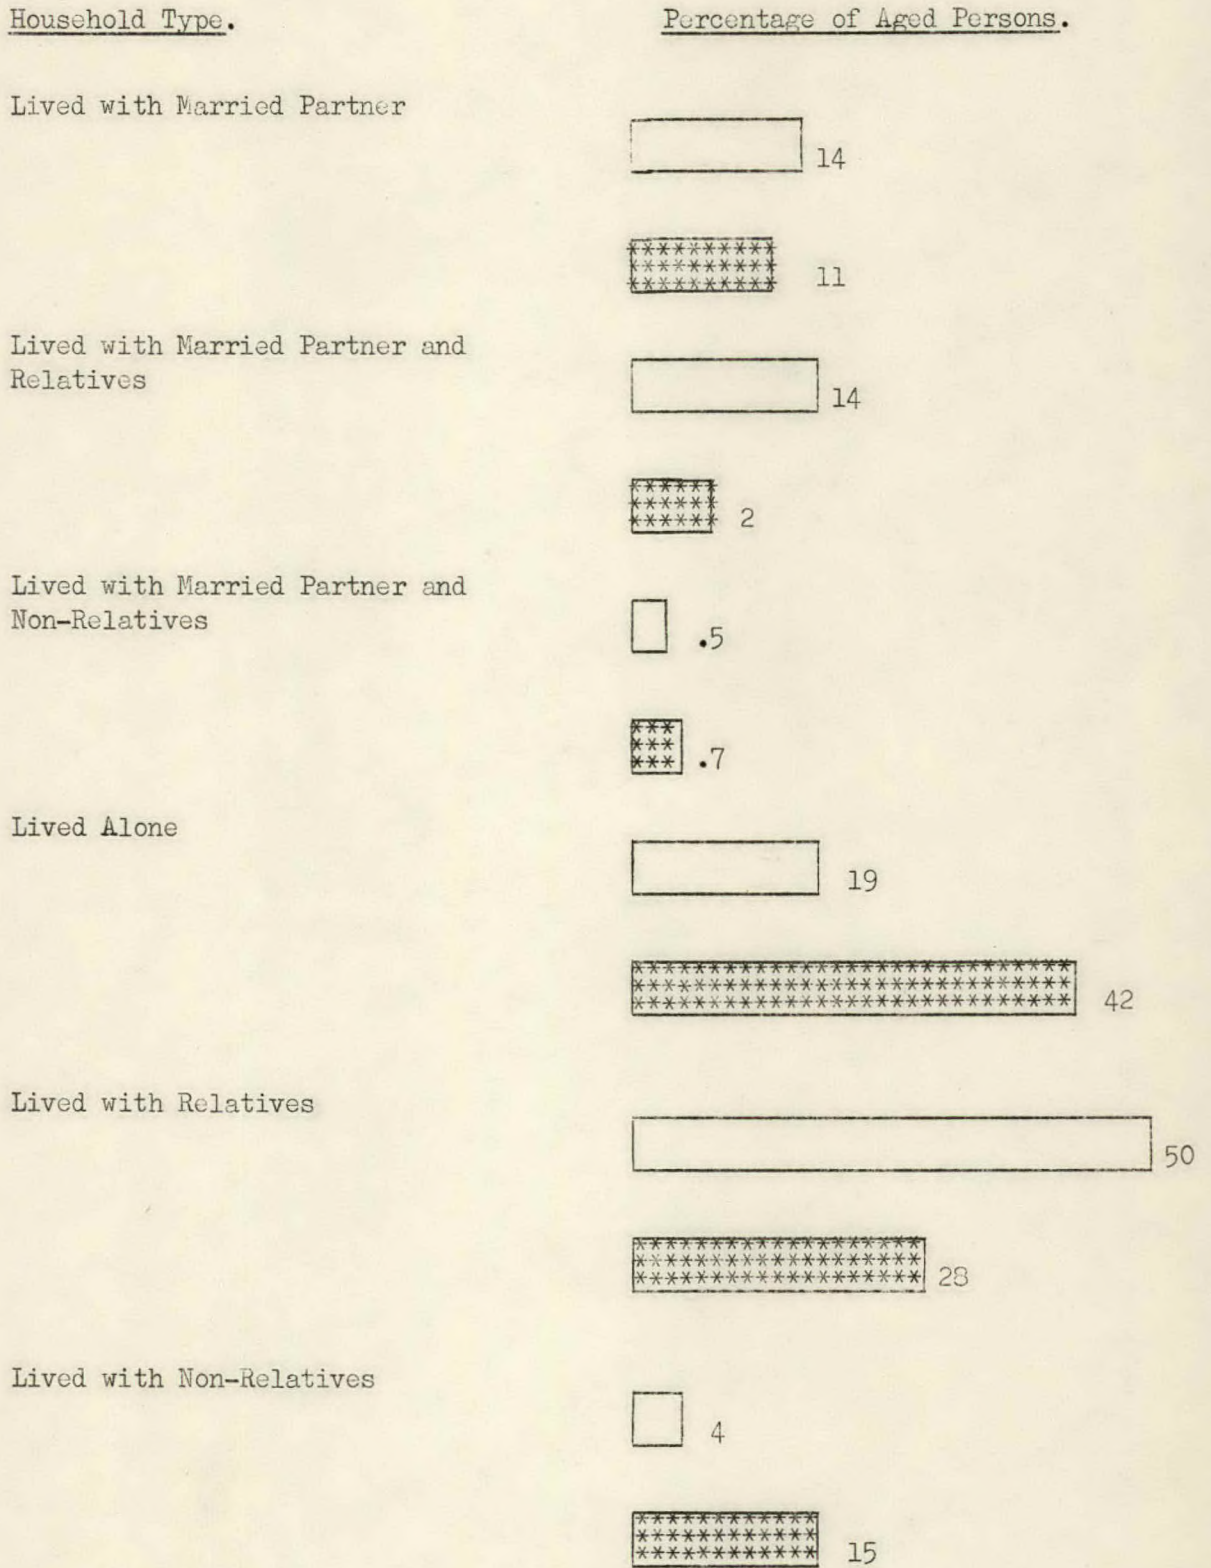 Household Type.
Percentage of Aged Persons.
Lived with Married Partner
14
11
Lived with Married Partner and
Relatives
14
2
Lived with Married Partner and
Non-Relatives
.5
.7
Lived Alone
19
42
Lived with Relatives
50
28
Lived with Non-Relatives
4
15